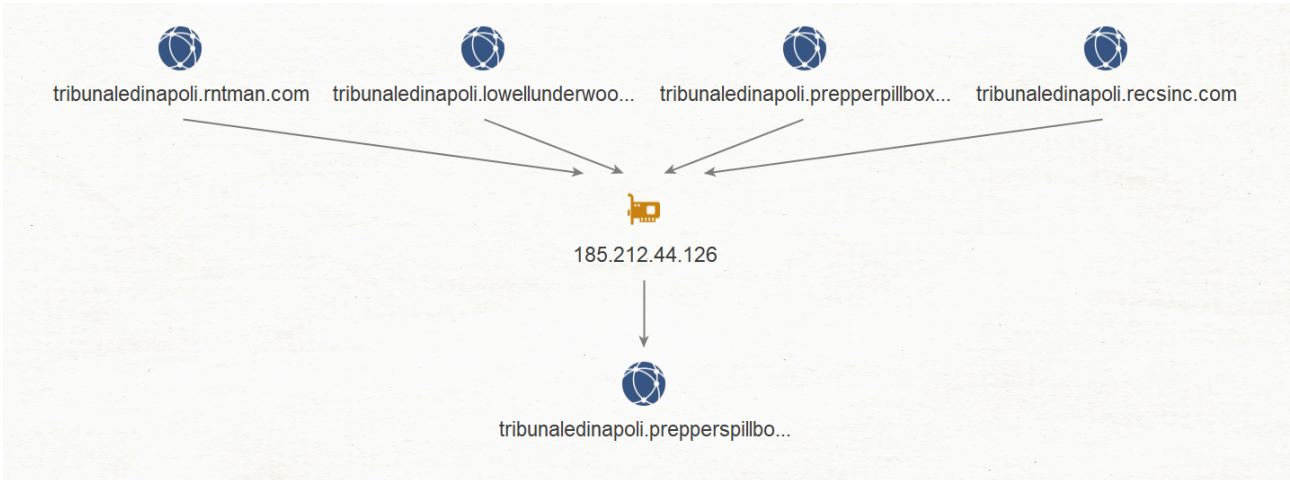 tribunaledinapoli.rntman.com
tribunaledinapoli.lowellunderwoo...
tribunaledinapoli.prepperpillbox...
tribunaledinapoli.recsinc.com
185.212.44.126
tribunaledinapoli.prepperspillbo...